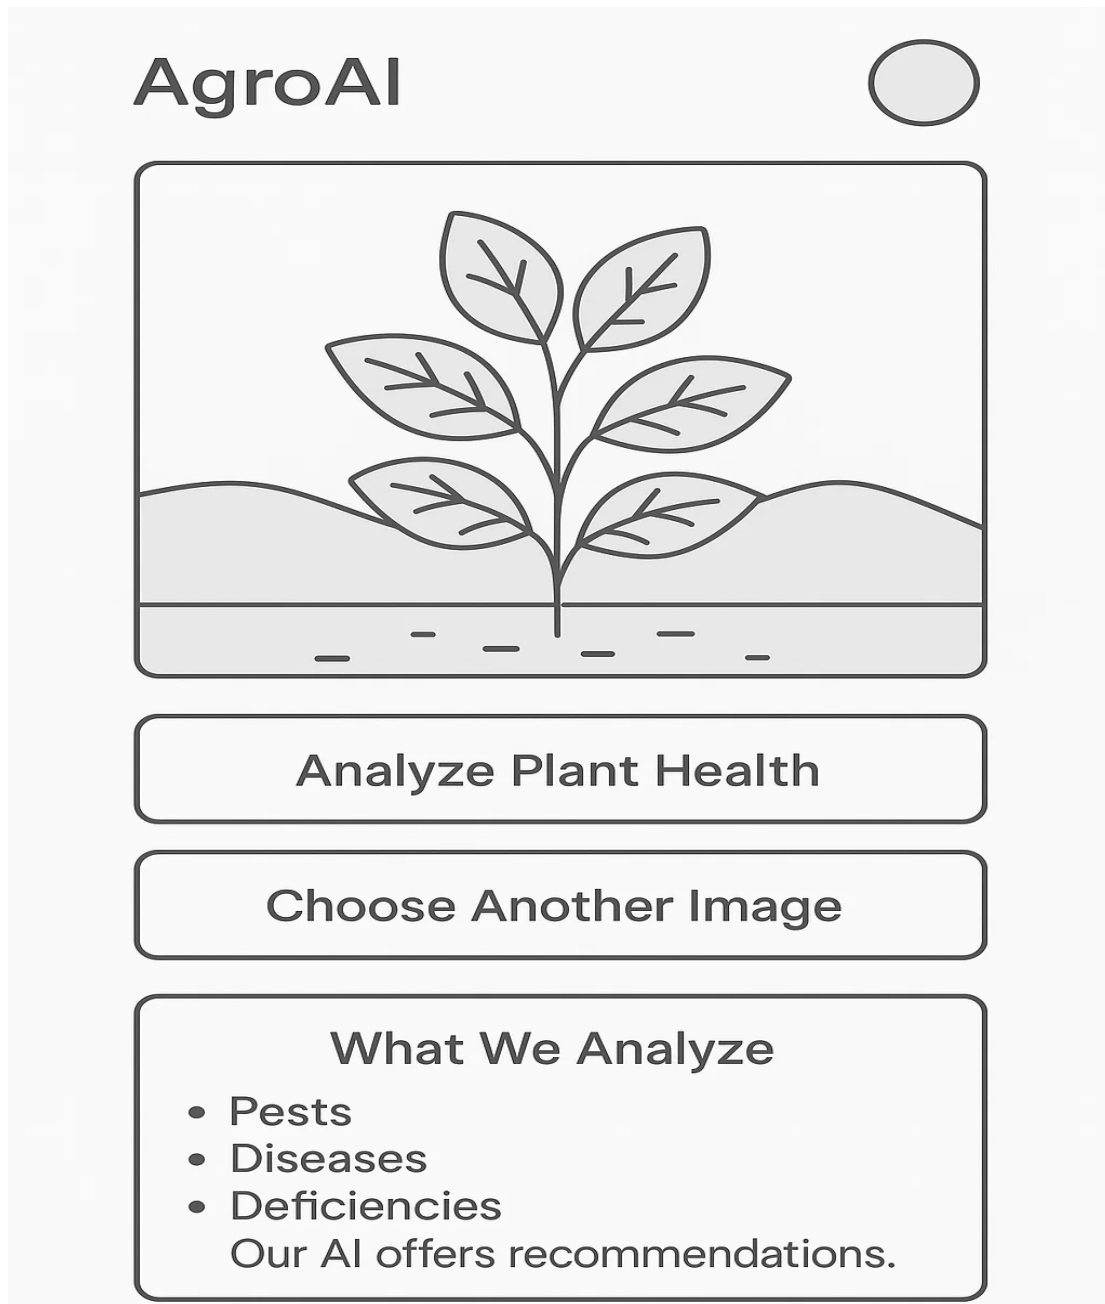 AgroAI
Analyze Plant Health
Choose Another Image
What We Analyze
• Pests
• Diseases
• Deficiencies
Our AI offers recommendations.